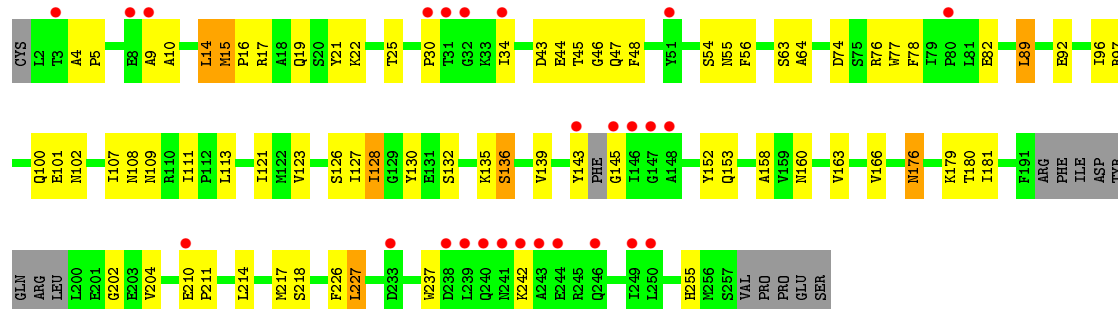 CYS L2 T3 A4 P5 E8 A9 A10 L14 M15 P16 R17 A18 Q19 S20 Y21 K22 T25 P30 T31 G32 K33 I34 D43 E44 T45 G46 Q47 F48 Y51 S54 N55 F56 S63 A64 D74 S75 R76 W77 F78 I79 P80 L81 E82 L89 E92 I96 R97
Q100 E101 N102 I107 N108 N109 R110 I111 P112 L113 I121 M122 V123 S126 I127 I128 G129 Y130 E131 S132 K135 S136 V139 Y143 PHE G145 I146 G147 A148 Y152 Q153 A158 V159 N160 V163 V166 N176 K179 T180 I181 F191 ARG PHE ILE ASP TYR
GLN ARG LEU L200 E201 G202 E203 V204 E210 P211 L214 M217 S218 F226 L227 D233 W237 D238 L239 Q240 N241 K242 A243 E244 R245 Q246 I249 L250 H255 M256 S257 VAL PRO PRO GLU SER